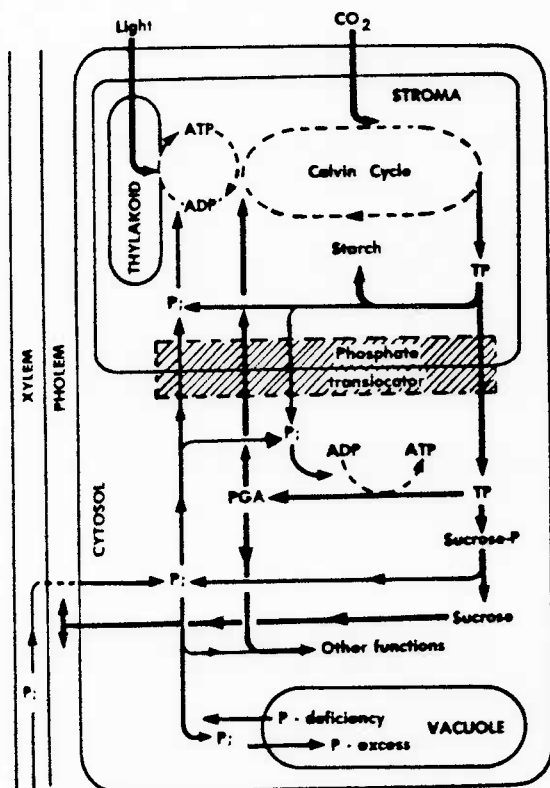 Light
CO2
STROMA
ATP
THYLAKOID
Calvin Cycle
ADP
Starch
TP
Pi
Phosphate
translocator
XYLEM
PHOLEM
Pi
ADP
ATP
CYTOSOL
PGA
TP
Sucrose-P
Pi
Sucrose
Other functions
Pi
P - deficiency
VACUOLE
Pi
P - excess